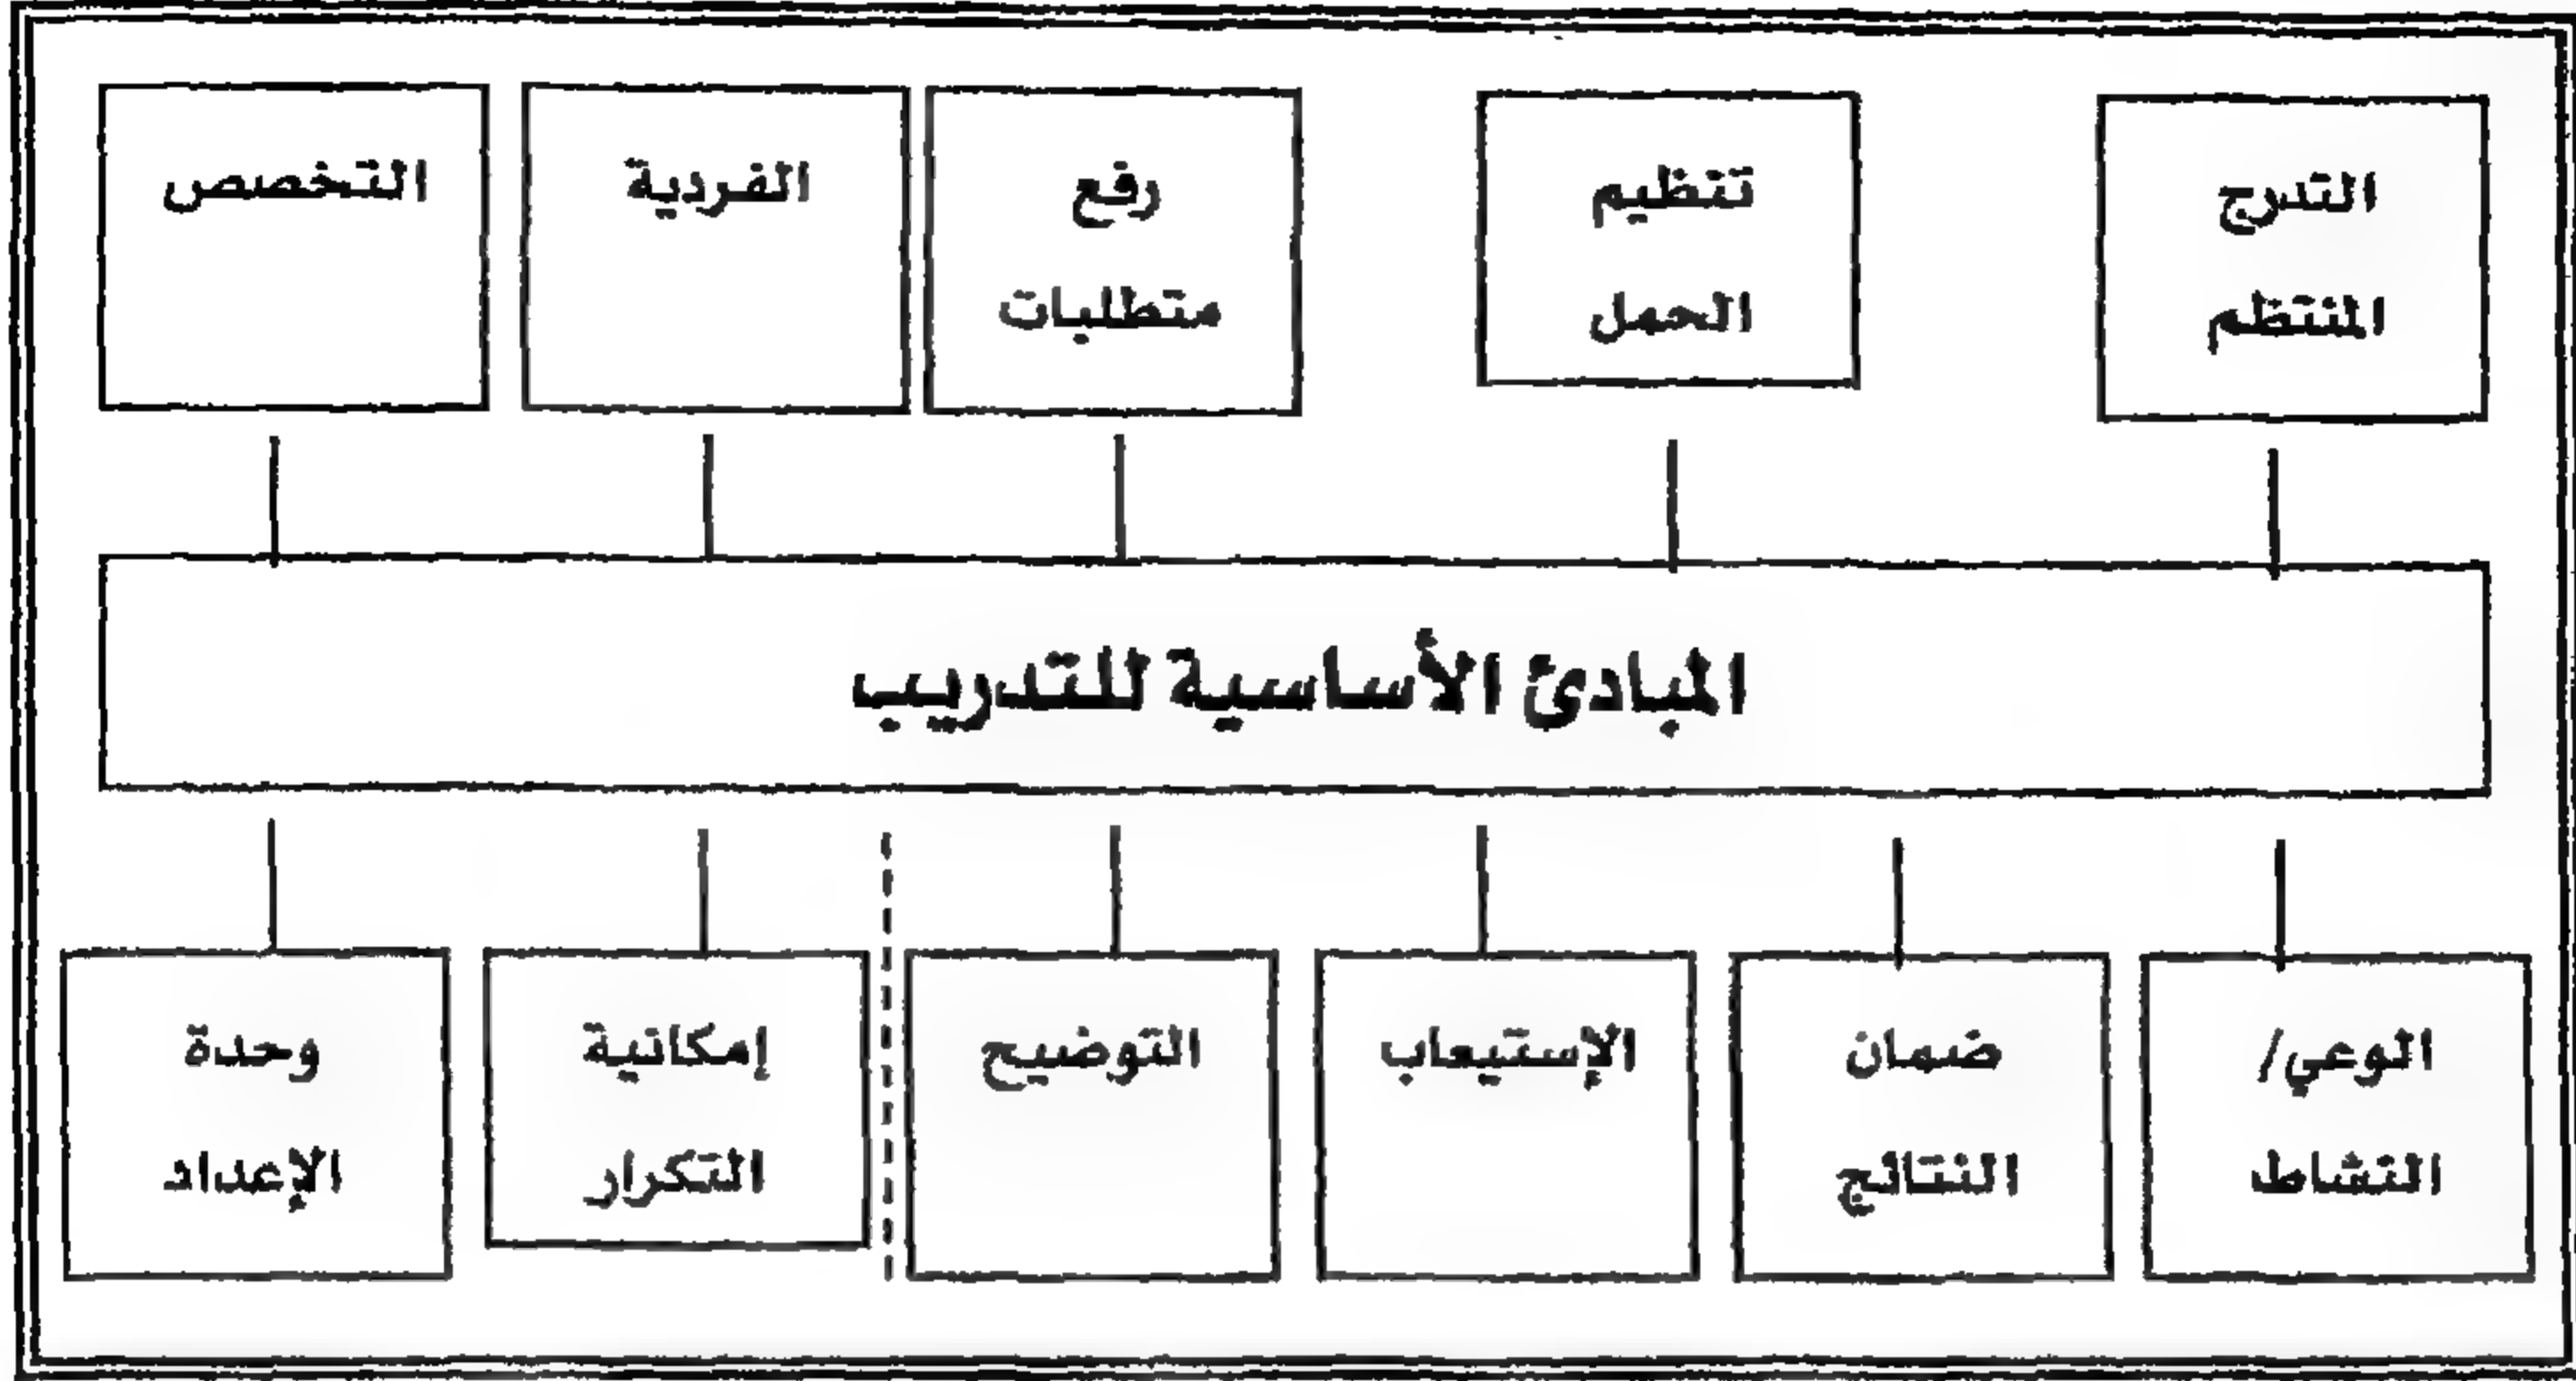 التدرج
المنتظم
تنظيم
الحمل
رفع
متطلبات
الفردية
التخصص
المبادئ الأساسية للتدريب
الوعي/
النشاط
ضمان
النتائج
الإستيعاب
التوضيح
إمكانية
التكرار
وحدة
الإعداد